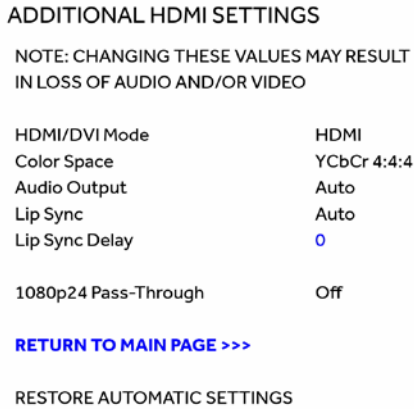 ADDITIONAL HDMI SETTINGS
NOTE: CHANGING THESE VALUES MAY RESULT
IN LOSS OF AUDIO AND/OR VIDEO
HDMI/DVI Mode HDMI
Color Space YCbCr 4:4:4
Audio Output Auto
Lip Sync Auto
Lip Sync Delay 0
1080p24 Pass-Through Off
RETURN TO MAIN PAGE >>>
RESTORE AUTOMATIC SETTINGS